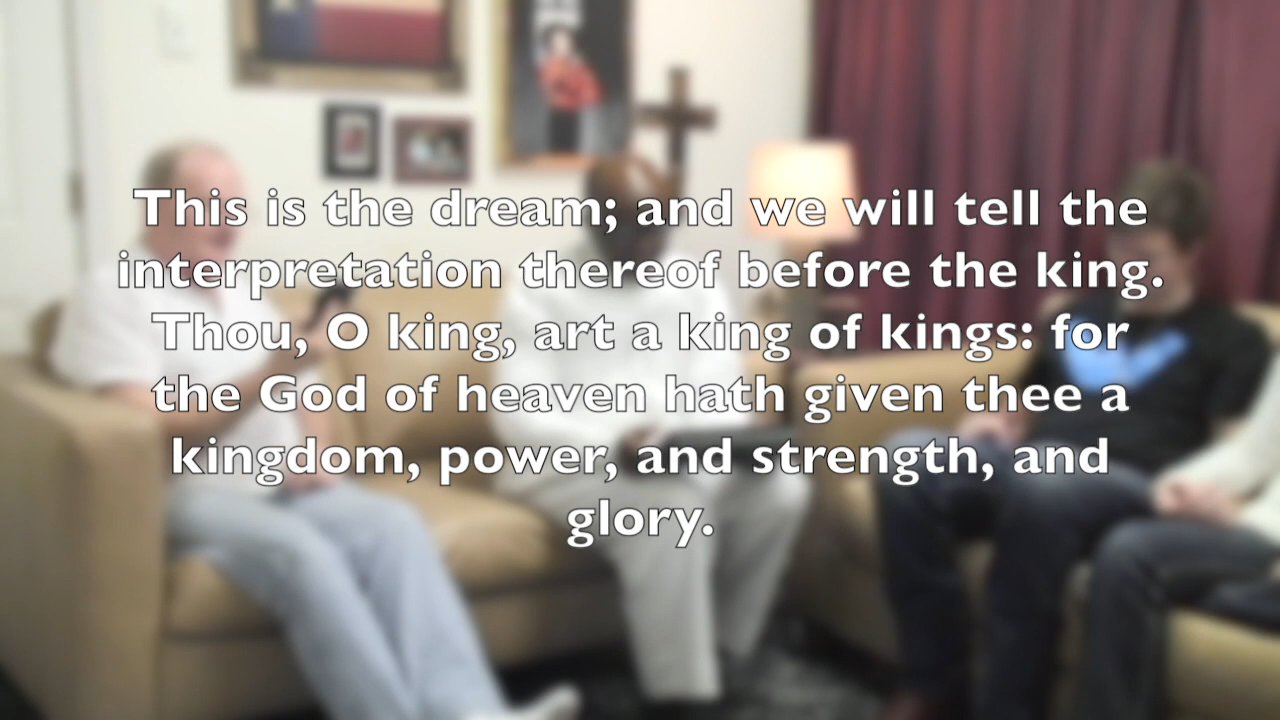 This is the dream; and we will tell the
interpretation thereof before the king.
Thou, O king, art a king of kings: for
the God of heaven hath given thee a
kingdom, power, and strength, and
glory.